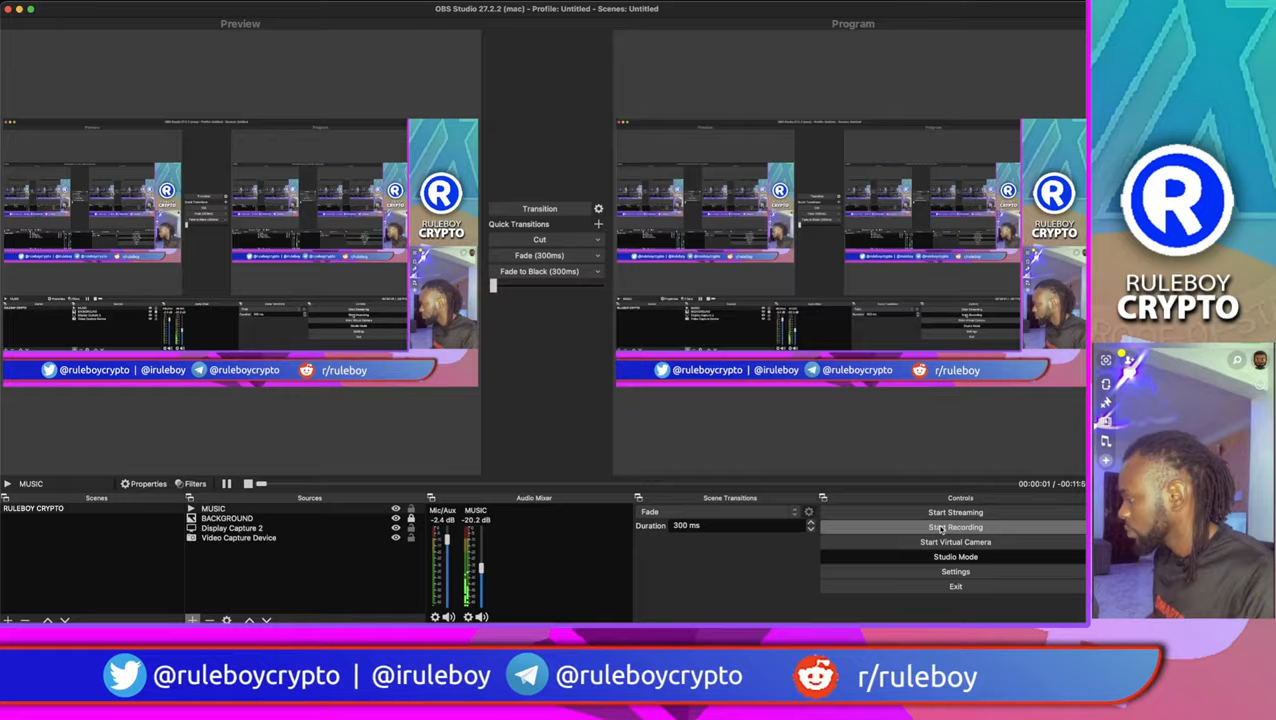 OBS Studio 27.2.2 (mac) - Profile: Untitled - Scenes: Untitled
Preview
Program
RULEBOY
CRYPTO
@ruleboycrypto | @iruleboy @ruleboycrypto r/ruleboy
Transition
Quick Transitions
Cut
Fade (300ms)
Fade to Black (300ms)
RULEBOY
CRYPTO
@ruleboycrypto | @iruleboy @ruleboycrypto r/ruleboy
R
RULEBOY
CRYPTO
MUSIC
Properties
Filters
00:00:01 / -00:11:5
Scenes
RULEBOY CRYPTO
Sources
MUSIC
BACKGROUND
Display Capture 2
Video Capture Device
Audio Mixer
Mic/Aux
-2.4 dB
MUSIC
-20.2 dB
Scene Transitions
Fade
Duration 300 ms
Controls
Start Streaming
Start Recording
Start Virtual Camera
Studio Mode
Settings
Exit
@ruleboycrypto | @iruleboy @ruleboycrypto r/ruleboy